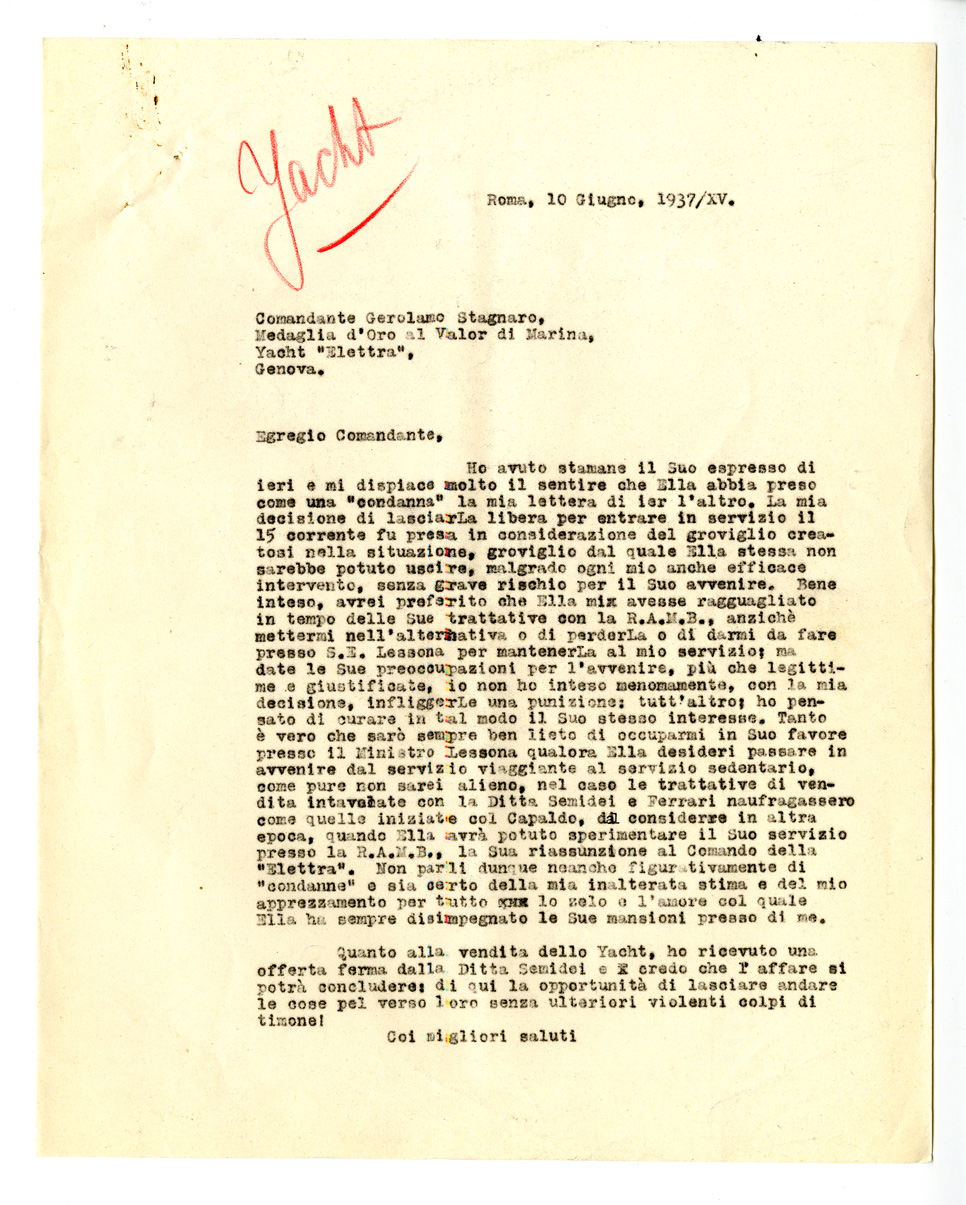 Yacht
Roma, 10 Giugno, 1937/XV.
Comandante Gerolamo Stagnaro,
Medaglia d'Oro al Valor di Marina,
Yacht "Elettra",
Genova.
Egregio Comandante,
Ho avuto stamane il Suo espresso di
ieri e mi dispiace molto il sentire che Ella abbia preso
come una "condanna" la mia lettera di ier l'altro. La mia
decisione di lasciarLa libera per entrare in servizio il
15 corrente fu presa in considerazione del groviglio crea-
tosi nella situazione, groviglio dal quale Ella stessa non
sarebbe potuto uscire, malgrado ogni mio anche efficace
intervento, senza grave rischio per il Suo avvenire. Bene
inteso, avrei preferito che Ella mix avesse ragguagliato
in tempo delle Sue trattative con la R.A.M.B., anzichè
mettermi nell'alternativa o di perderLa o di darmi da fare
presso S.E. Lessona per mantenerLa al mio servizio; ma
date le Sue preoccupazioni per l'avvenire, più che legitti-
me e giustificate, io non ho inteso menomamente, con la mia
decisione, infliggerLe una punizione: tutt'altro; ho pen-
sato di curare in tal modo il Suo stesso interesse. Tanto
è vero che sarò sempre ben lieto di occuparmi in Suo favore
presso il Ministro Lessona qualora Ella desideri passare in
avvenire dal servizio viaggiante al servizio sedentario,
come pure non sarei alieno, nel caso le trattative di ven-
dita intavolate con la Ditta Semidei e Ferrari naufragassero
come quelle iniziate col Capaldo, di considerare in altra
epoca, quando Ella avrà potuto sperimentare il Suo servizio
presso la R.A.M.B., la Sua riassunzione al Comando della
"Elettra". Non parli dunque neanche figurativamente di
"condanne" e sia certo della mia inalterata stima e del mio
apprezzamento per tutto xxx lo zelo e l'amore col quale
Ella ha sempre disimpegnato le Sue mansioni presso di me.
Quanto alla vendita dello Yacht, ho ricevuto una
offerta ferma dalla Ditta Semidei e X credo che l'affare si
potrà concludere: di qui la opportunità di lasciare andare
le cose pel verso loro senza ulteriori violenti colpi di
timone!
Coi migliori saluti